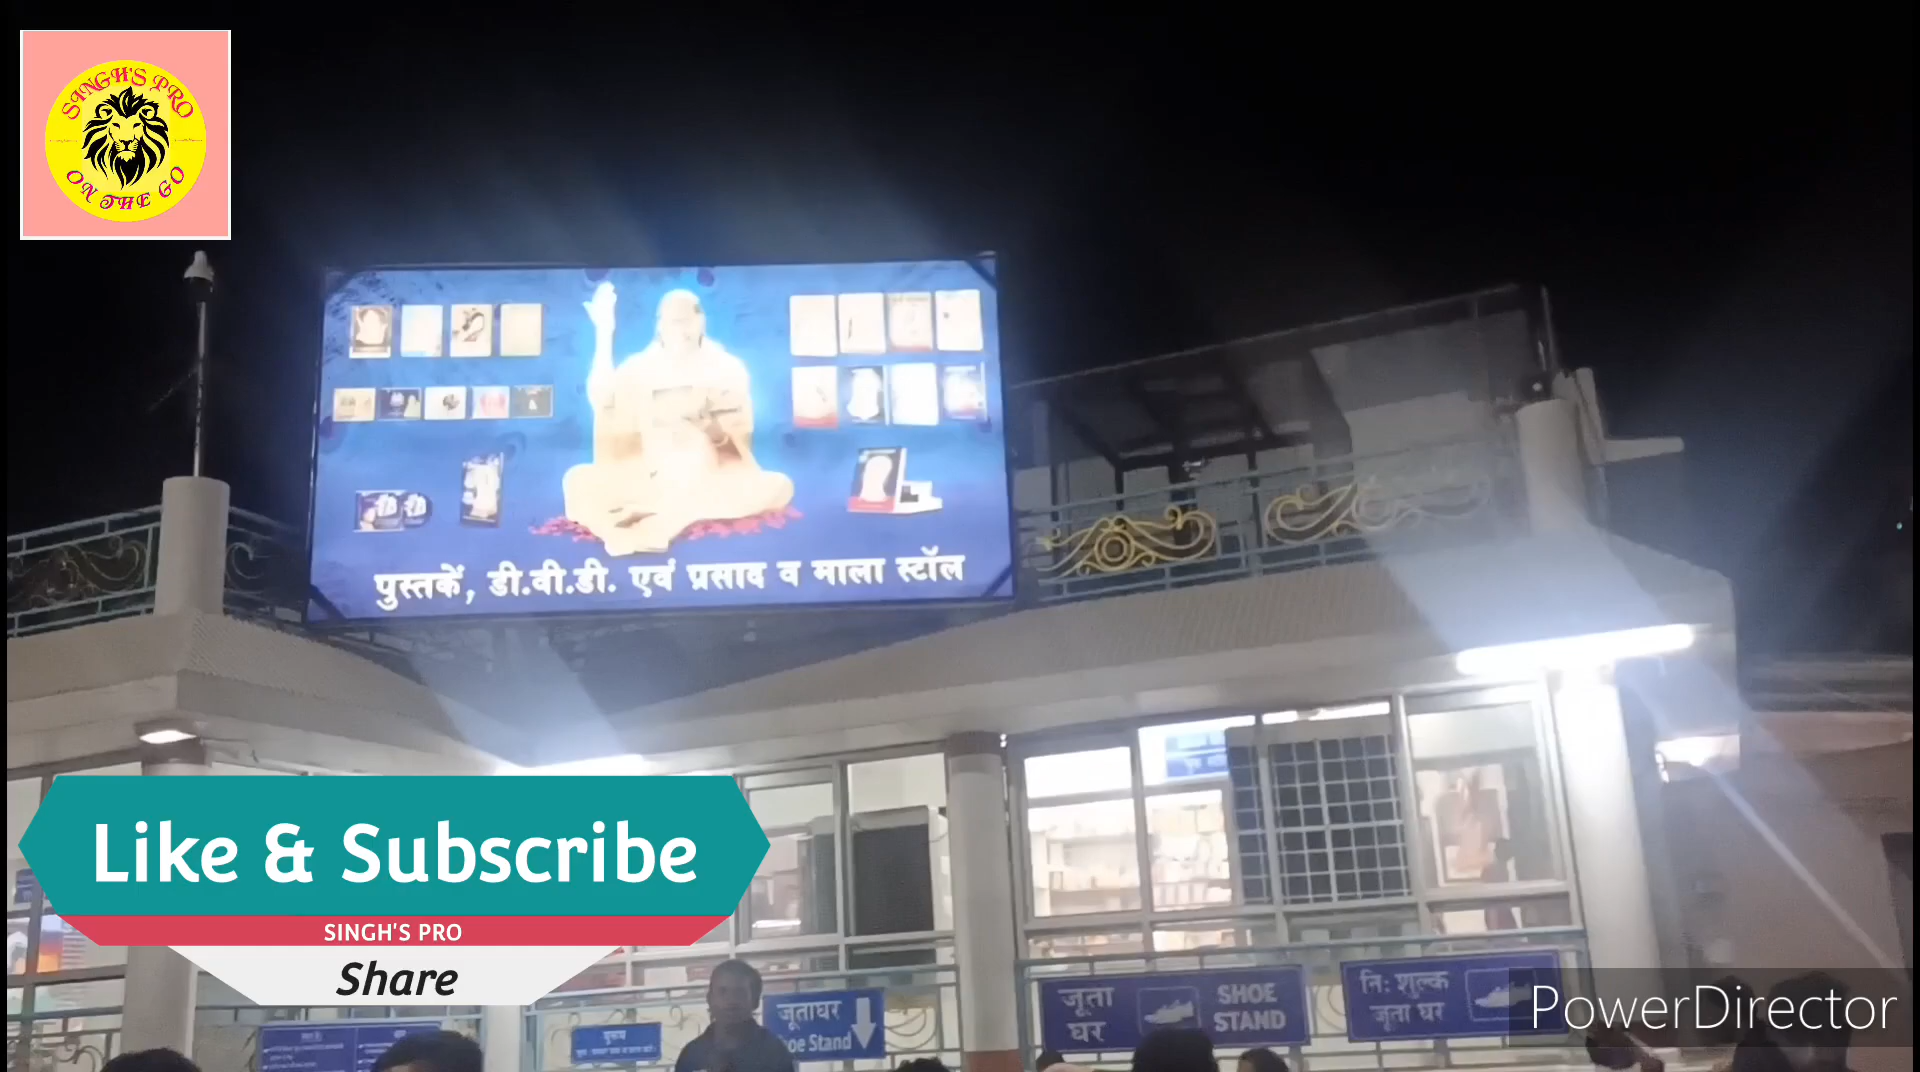 SINGH'S PRO
ON THE GO
पुस्तकें, डी.वी.डी. एवं प्रसाद व माला स्टॉल
Like & Subscribe
SINGH'S PRO
Share
जूताघर
Shoe Stand
जूता
घर
SHOE
STAND
नि: शुल्क
जूता घर
पुरुष
PowerDirector